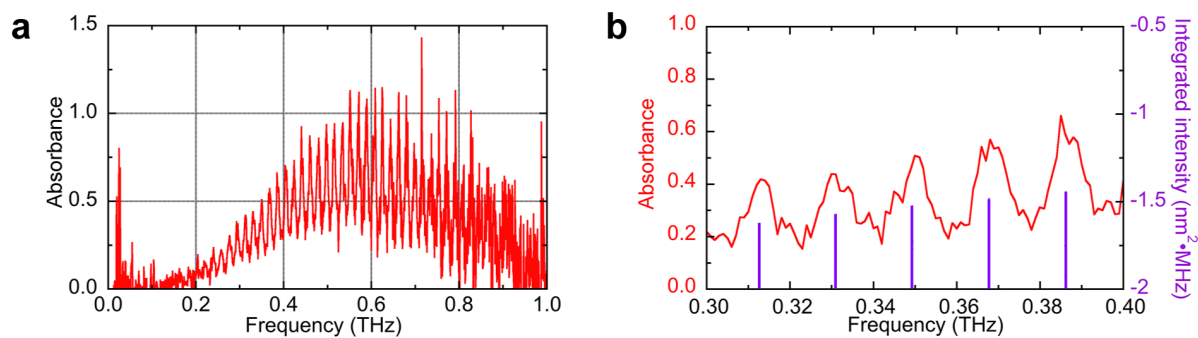 a
1.5
1.0
0.5
0.0
Absorbance
0.0 0.2 0.4 0.6 0.8 1.0
Frequency (THz)
b
1.0
0.8
0.6
0.4
0.2
0.0
Absorbance
0.30 0.32 0.34 0.36 0.38 0.40
Frequency (THz)
-0.5
-1
-1.5
-2
Integrated intensity (nm²•MHz)